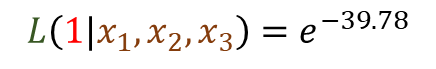 L(1|x₁, x₂, x₃) = e⁻³⁹·⁷⁸